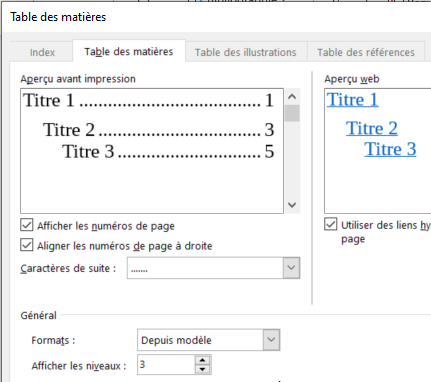 Table des matières
Index
Table des matières
Table des illustrations
Table des références
Aperçu avant impression
Titre 1 ........................................ 1
Titre 2 .................................... 3
Titre 3 ................................ 5
Aperçu web
Titre 1
Titre 2
Titre 3
Afficher les numéros de page
Aligner les numéros de page à droite
Caractères de suite : .......
Utiliser des liens hy
page
Général
Formats : Depuis modèle
Afficher les niveaux : 3